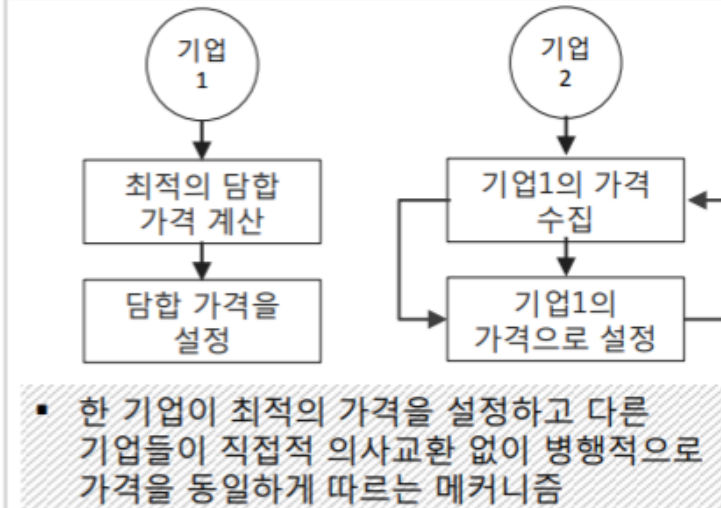 기업
1
최적의 담합
가격 계산
담합 가격을
설정
기업
2
기업1의 가격
수집
기업1의
가격으로 설정
▪ 한 기업이 최적의 가격을 설정하고 다른
기업들이 직접적 의사교환 없이 병행적으로
가격을 동일하게 따르는 메커니즘